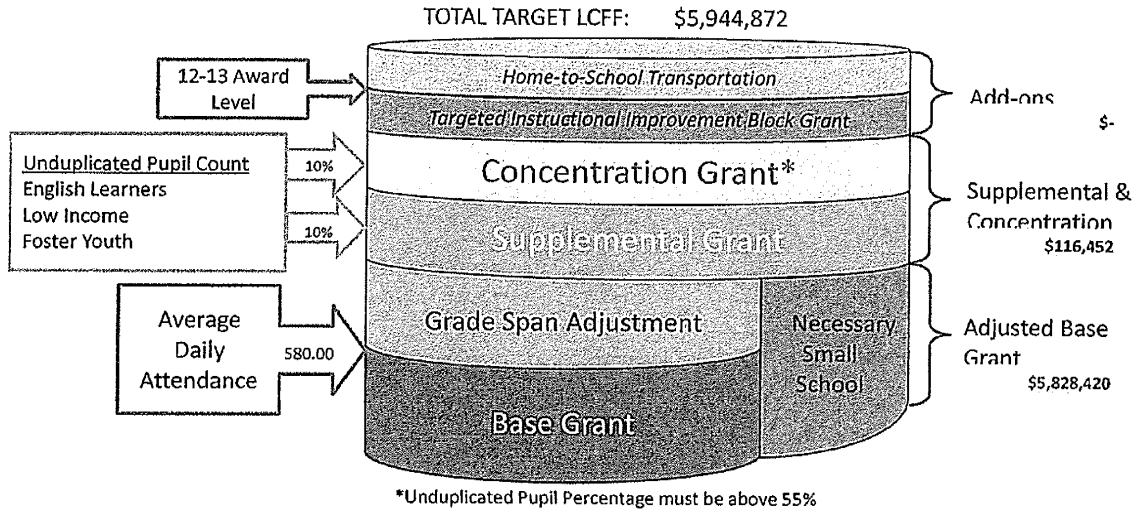 TOTAL TARGET LCFF: $5,944,872
12-13 Award
Level
Home-to-School Transportation
Targeted Instructional Improvement Block Grant
Add-ons
$-
Unduplicated Pupil Count
English Learners
Low Income
Foster Youth
10%
10%
Concentration Grant*
Supplemental Grant
Supplemental &
Concentration
$116,452
Average
Daily
Attendance
580.00
Grade Span Adjustment
Base Grant
Necessary
Small
School
Adjusted Base
Grant
$5,828,420
*Unduplicated Pupil Percentage must be above 55%